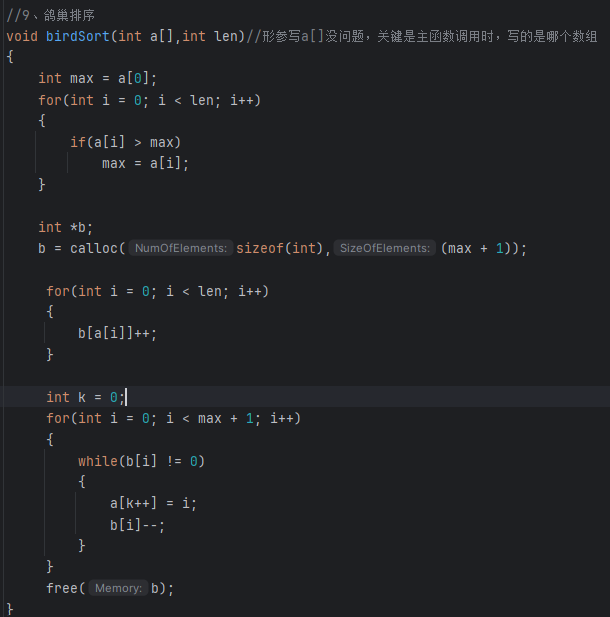 //9、鸽巢排序
void birdSort(int a[],int len)//形参写a[]没问题，关键是主函数调用时，写的是哪个数组
{
    int max = a[0];
    for(int i = 0; i < len; i++)
    {
        if(a[i] > max)
            max = a[i];
    }
    int *b;
    b = calloc( NumOfElements: sizeof(int), SizeOfElements: (max + 1));
     for(int i = 0; i < len; i++)
     {
         b[a[i]]++;
     }
     int k = 0;
     for(int i = 0; i < max + 1; i++)
     {
         while(b[i] != 0)
         {
             a[k++] = i;
             b[i]--;
         }
     }
     free( Memory: b);
}